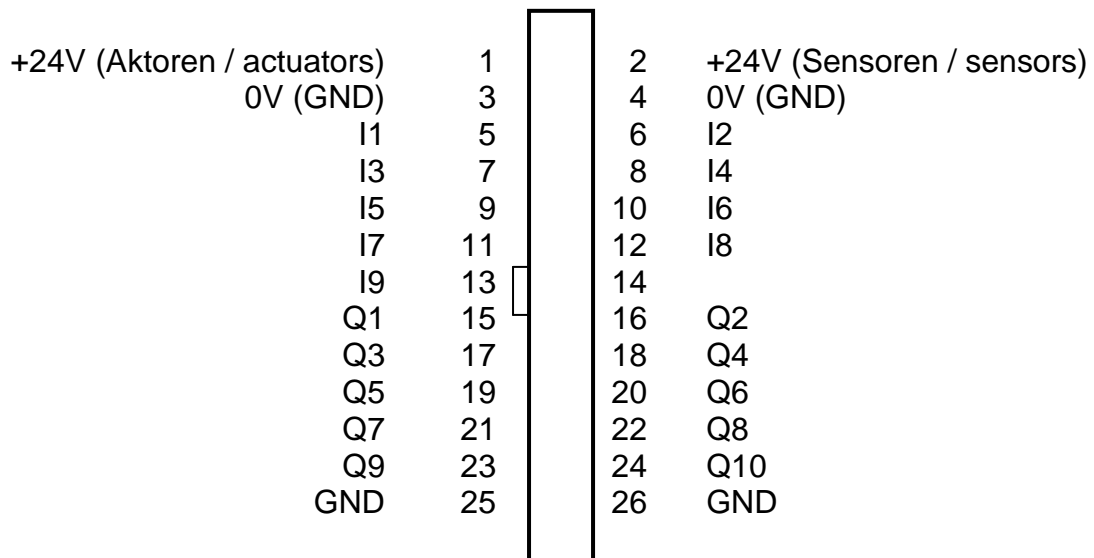 +24V (Aktoren / actuators) 1 2 +24V (Sensoren / sensors)
0V (GND) 3 4 0V (GND)
I1 5 6 I2
I3 7 8 I4
I5 9 10 I6
I7 11 12 I8
I9 13 14
Q1 15 16 Q2
Q3 17 18 Q4
Q5 19 20 Q6
Q7 21 22 Q8
Q9 23 24 Q10
GND 25 26 GND